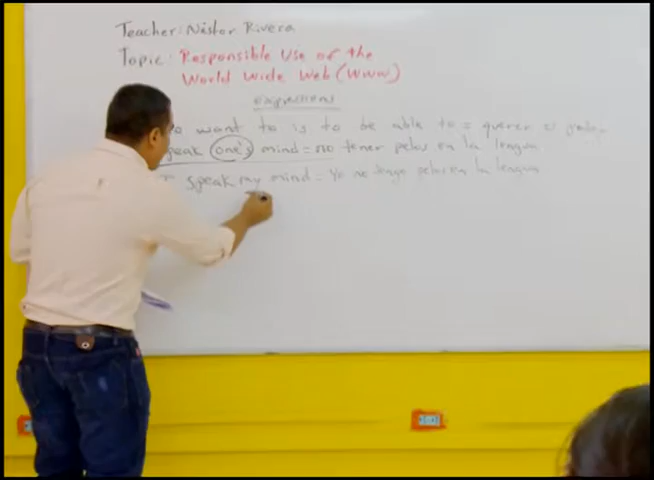 Teacher: Néstor Rivera
Topic: Responsible Use of the
World Wide Web (WWW)
expressions
To want to is to be able to = querer es poder
speak one's mind = no tener pelos en la lengua
I speak my mind = Yo no tengo pelos en la lengua